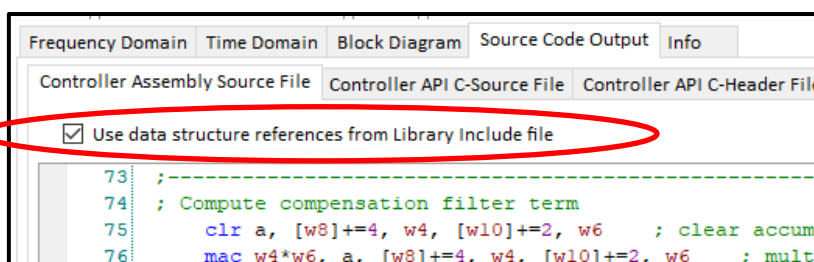 Frequency Domain Time Domain Block Diagram Source Code Output Info
Controller Assembly Source File Controller API C-Source File Controller API C-Header File
Use data structure references from Library Include file
73 ;-----------------------------------------------------------------
74 ; Compute compensation filter term
75 clr a, [w8]+=4, w4, [w10]+=2, w6 ; clear accum
76 mac w4*w6, a, [w8]+=4, w4, [w10]+=2, w6 ; mult